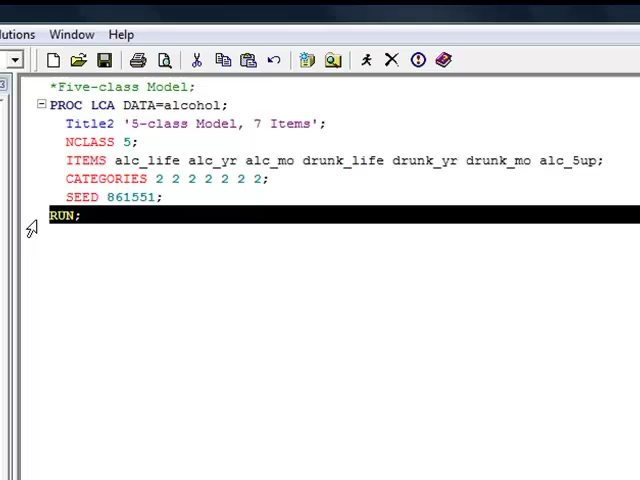 lutions Window Help
*Five-class Model;
PROC LCA DATA=alcohol;
Title2 '5-class Model, 7 Items';
NCLASS 5;
ITEMS alc_life alc_yr alc_mo drunk_life drunk_yr drunk_mo alc_5up;
CATEGORIES 2 2 2 2 2 2 2;
SEED 861551;
RUN;